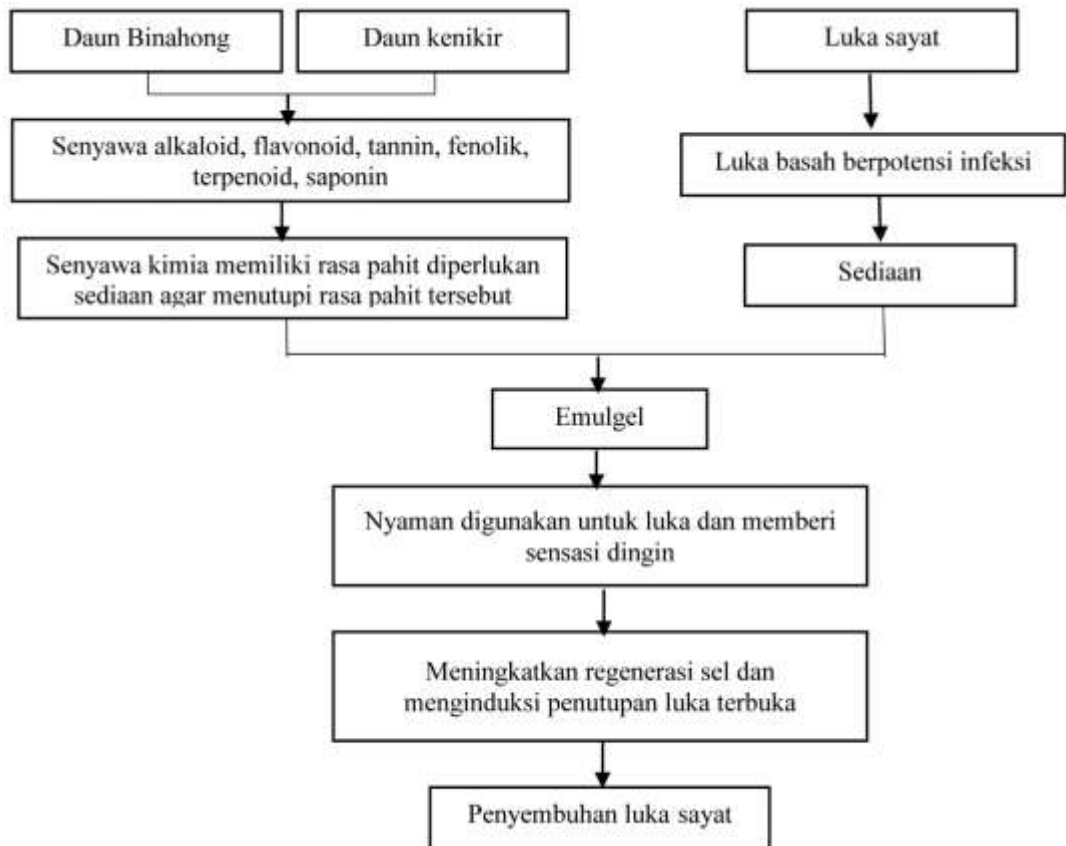 Daun Binahong
Daun kenikir
Luka sayat
Senyawa alkaloid, flavonoid, tannin, fenolik,
terpenoid, saponin
Luka basah berpotensi infeksi
Senyawa kimia memiliki rasa pahit diperlukan
sediaan agar menutupi rasa pahit tersebut
Sediaan
Emulgel
Nyaman digunakan untuk luka dan memberi
sensasi dingin
Meningkatkan regenerasi sel dan
menginduksi penutupan luka terbuka
Penyembuhan luka sayat